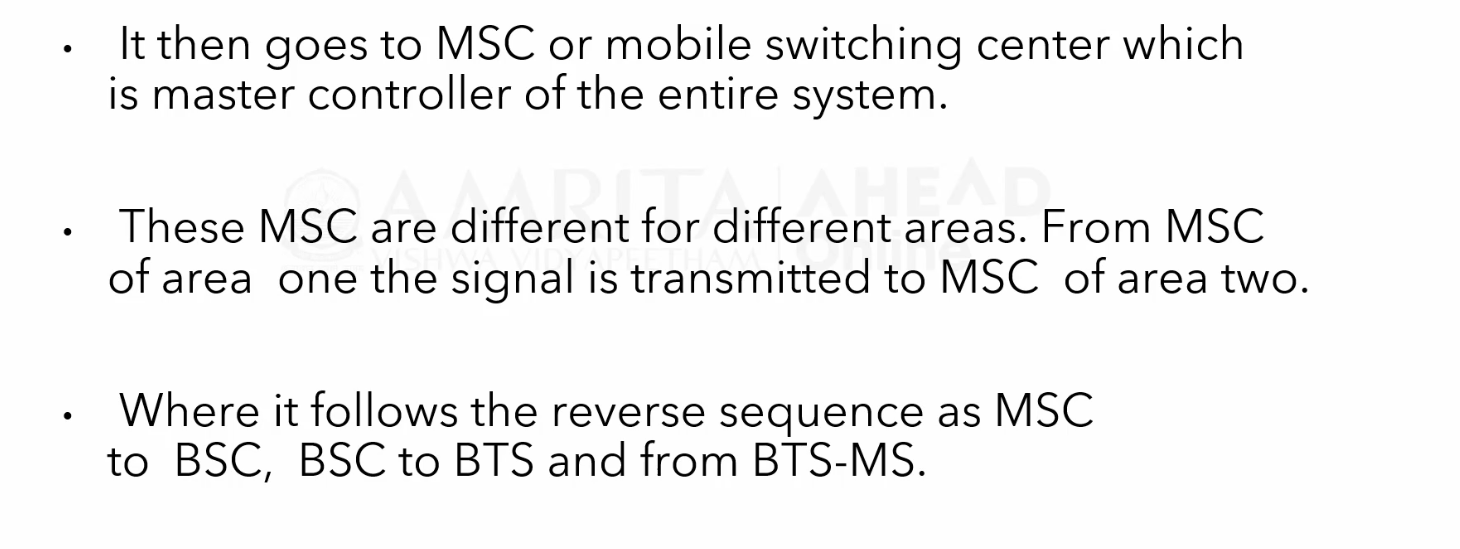 • It then goes to MSC or mobile switching center which
is master controller of the entire system.
AMRITA AHEAD
VISHWA VIDYAPEETHAM Online
• These MSC are different for different areas. From MSC
of area one the signal is transmitted to MSC of area two.
• Where it follows the reverse sequence as MSC
to BSC, BSC to BTS and from BTS-MS.